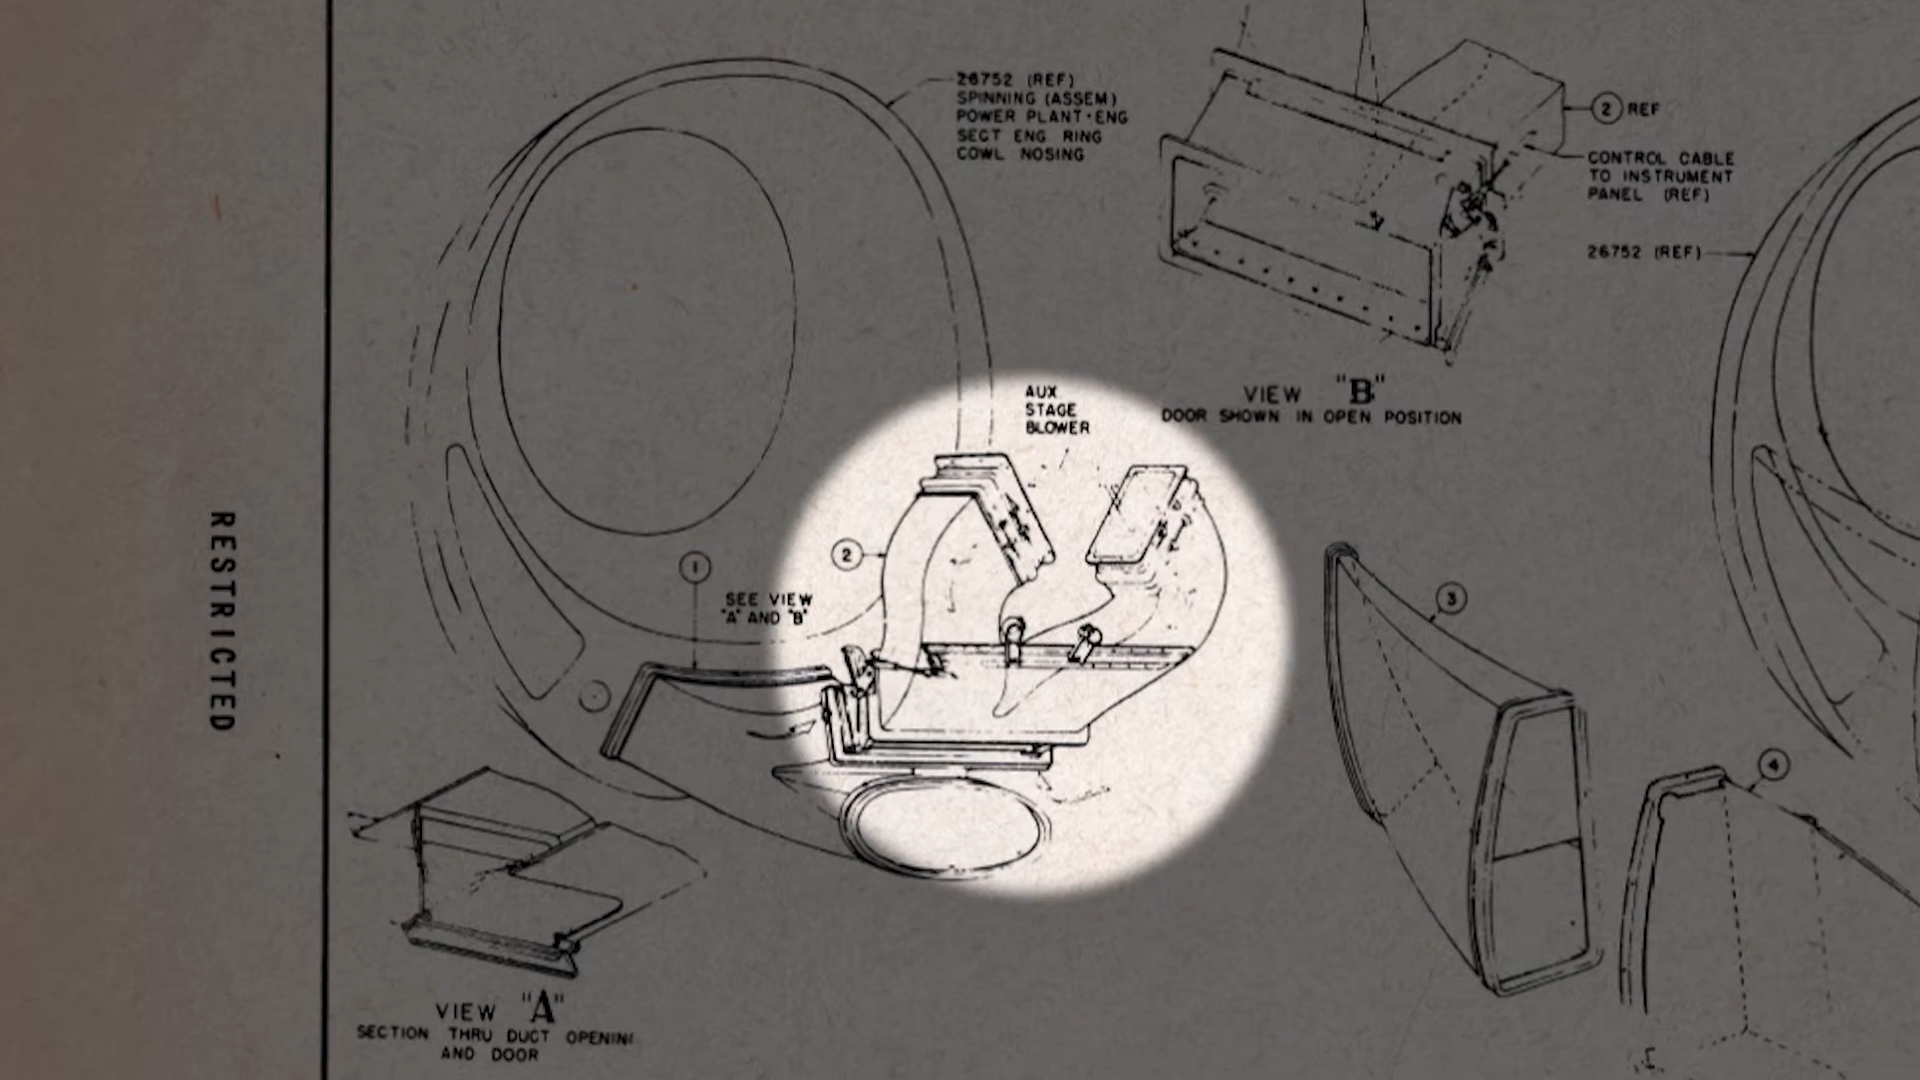 26752 (REF)
SPINNING (ASSEM)
POWER PLANT-ENG
SECT ENG RING
COWL NOSING
2 REF
CONTROL CABLE
TO INSTRUMENT
PANEL (REF)
26752 (REF)
VIEW "B"
DOOR SHOWN IN OPEN POSITION
AUX
STAGE
BLOWER
2
1
SEE VIEW
"A" AND "B"
3
4
RESTRICTED
VIEW "A"
SECTION THRU DUCT OPENING
AND DOOR